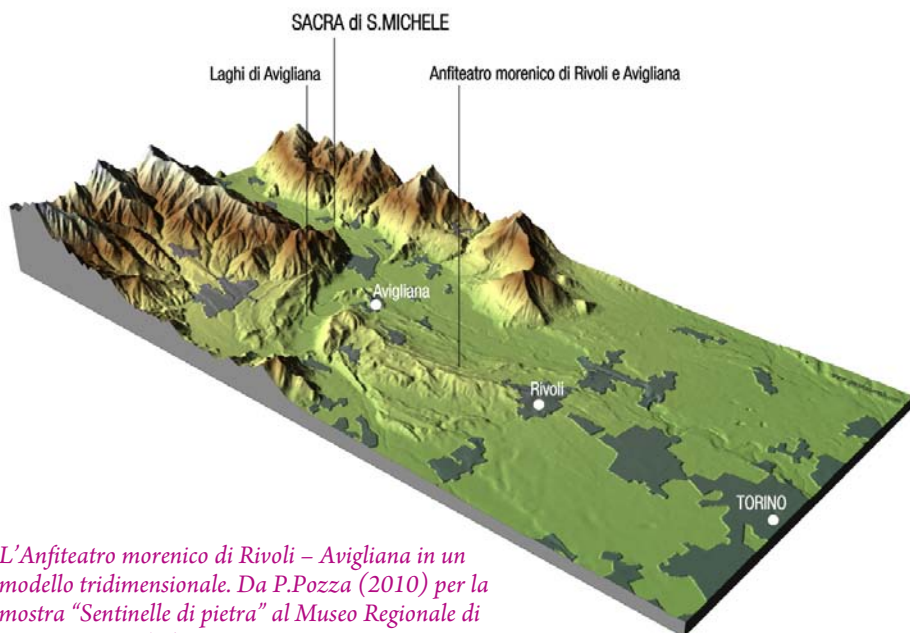 SACRA di S.MICHELE
Laghi di Avigliana
Anfiteatro morenico di Rivoli e Avigliana
Avigliana
Rivoli
TORINO
L’Anfiteatro morenico di Rivoli – Avigliana in un
modello tridimensionale. Da P.Pozza (2010) per la
mostra “Sentinelle di pietra” al Museo Regionale di